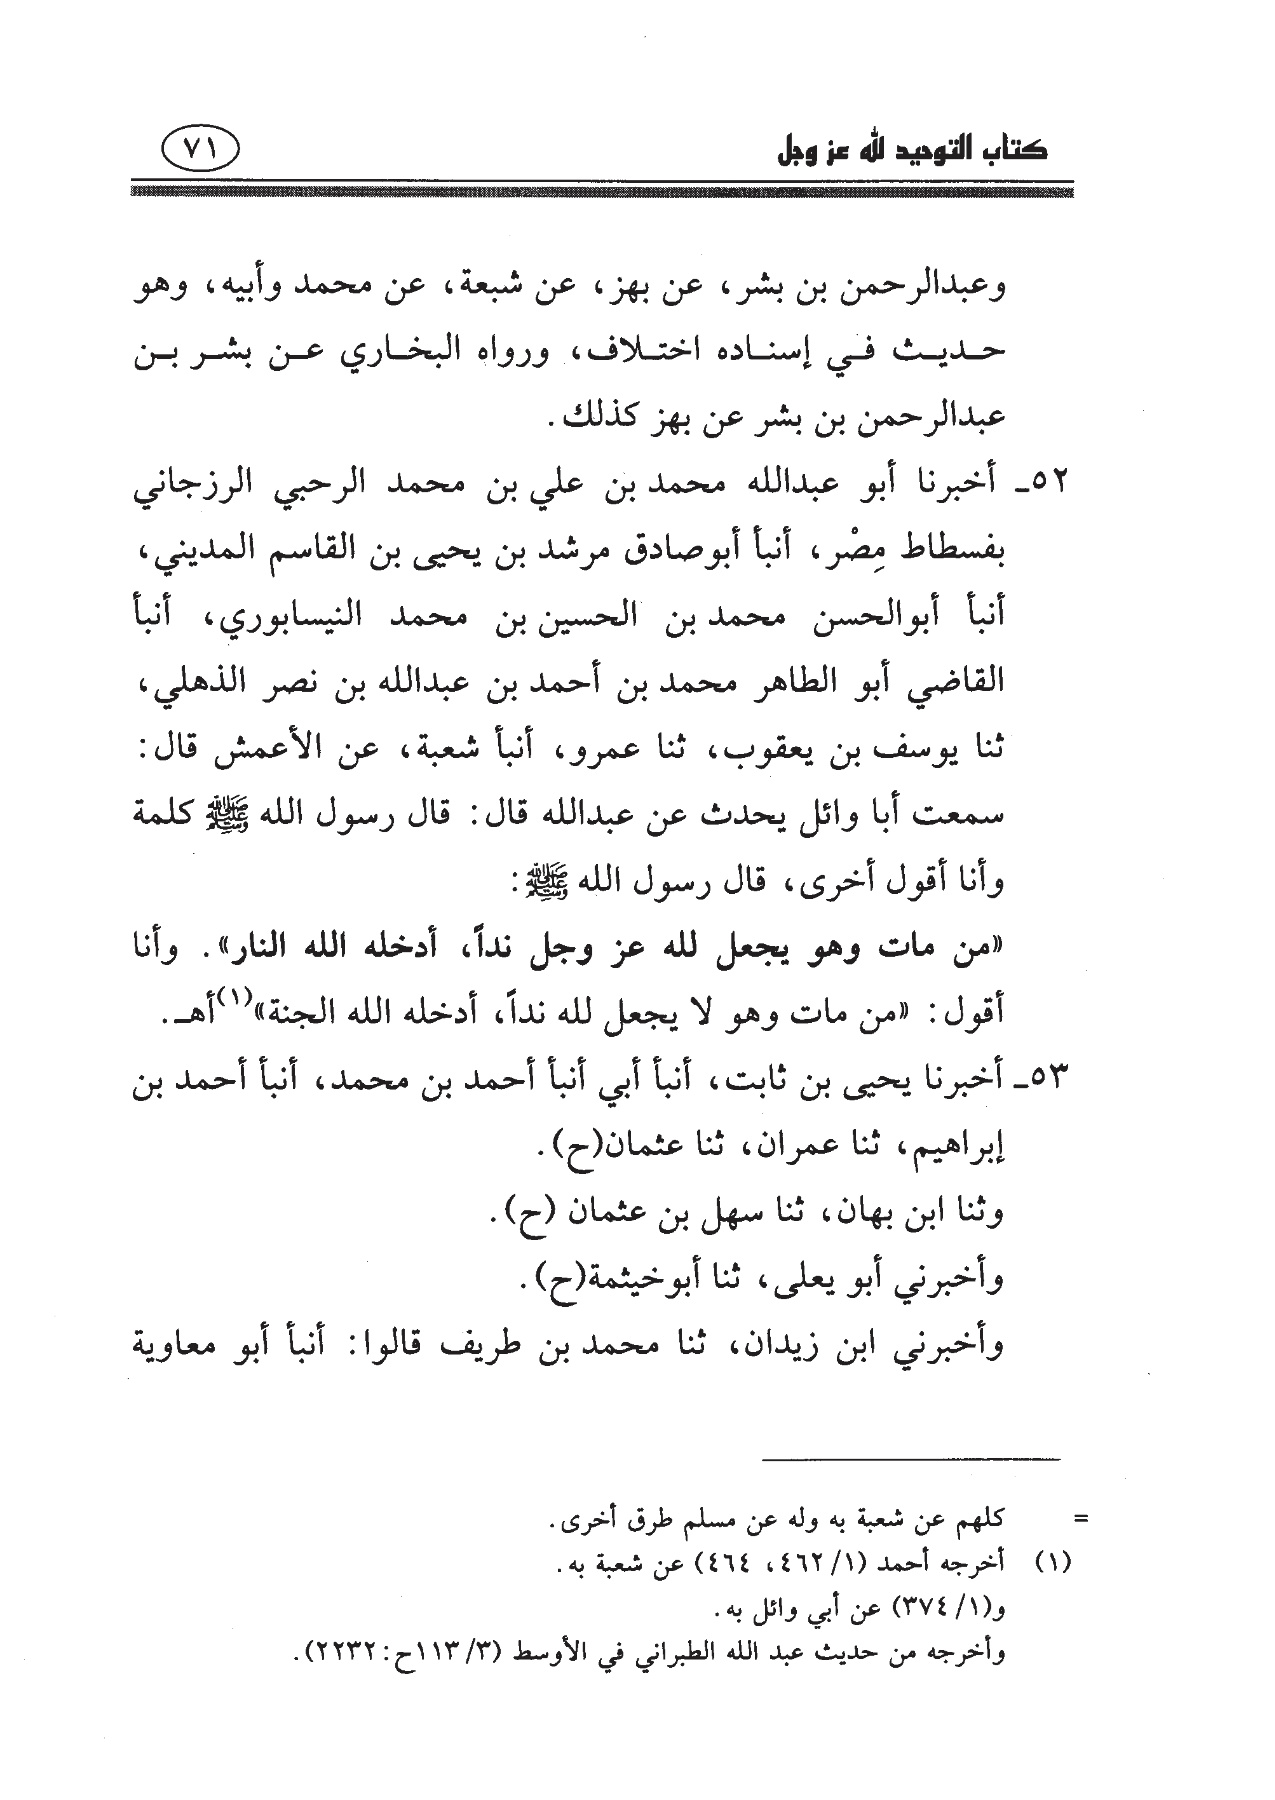 كتاب التوحيد لله عز وجل
٧١
وعبدالرحمن بن بشر، عن بهز، عن شبعة، عن محمد وأبيه، وهو
حديث في إسناده اختلاف، ورواه البخاري عن بشر بن
عبدالرحمن بن بشر عن بهز كذلك.
٥٢- أخبرنا أبو عبدالله محمد بن علي بن محمد الرحبي الرزجاني
بفسطاط مِصْر، أنبأ أبوصادق مرشد بن يحيى بن القاسم المديني،
أنبأ أبوالحسن محمد بن الحسين بن محمد النيسابوري، أنبأ
القاضي أبو الطاهر محمد بن أحمد بن عبدالله بن نصر الذهلي،
ثنا يوسف بن يعقوب، ثنا عمرو، أنبأ شعبة، عن الأعمش قال:
سمعت أبا وائل يحدث عن عبدالله قال: قال رسول الله ﷺ كلمة
وأنا أقول أخرى، قال رسول الله ﷺ:
«من مات وهو يجعل لله عز وجل نداً، أدخله الله النار». وأنا
أقول: «من مات وهو لا يجعل لله نداً، أدخله الله الجنة»(١)أهـ.
٥٣- أخبرنا يحيى بن ثابت، أنبأ أبي أنبأ أحمد بن محمد، أنبأ أحمد بن
إبراهيم، ثنا عمران، ثنا عثمان(ح).
وثنا ابن بهان، ثنا سهل بن عثمان (ح).
وأخبرني أبو يعلى، ثنا أبوخيثمة(ح).
وأخبرني ابن زيدان، ثنا محمد بن طريف قالوا: أنبأ أبو معاوية
= كلهم عن شعبة به وله عن مسلم طرق أخرى.
(١) أخرجه أحمد (١/ ٤٦٢، ٤٦٤) عن شعبة به.
و(١/ ٣٧٤) عن أبي وائل به.
وأخرجه من حديث عبد الله الطبراني في الأوسط (٣/ ١١٣ح: ٢٢٣٢).